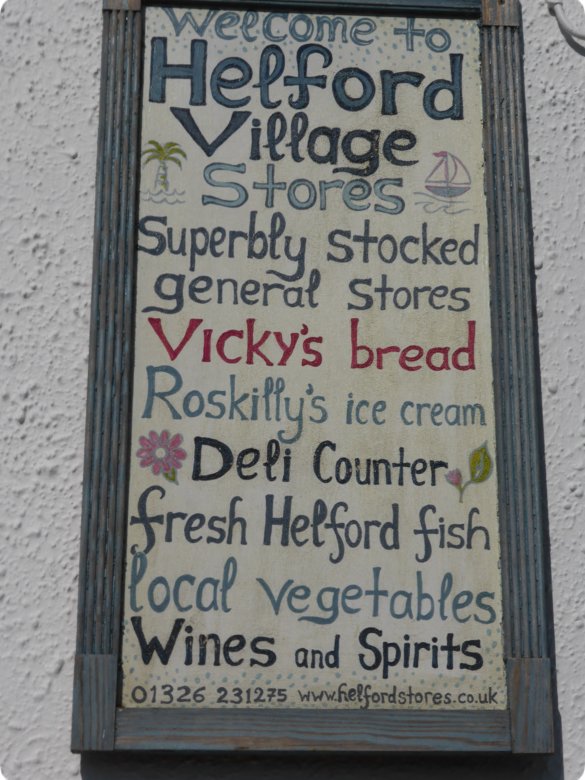 Welcome to
Helford
Village
Stores
Superbly stocked
general stores
Vicky's bread
Roskilly's ice cream
Deli Counter
fresh Helford fish
local vegetables
Wines and Spirits
01326 231275 www.helfordstores.co.uk